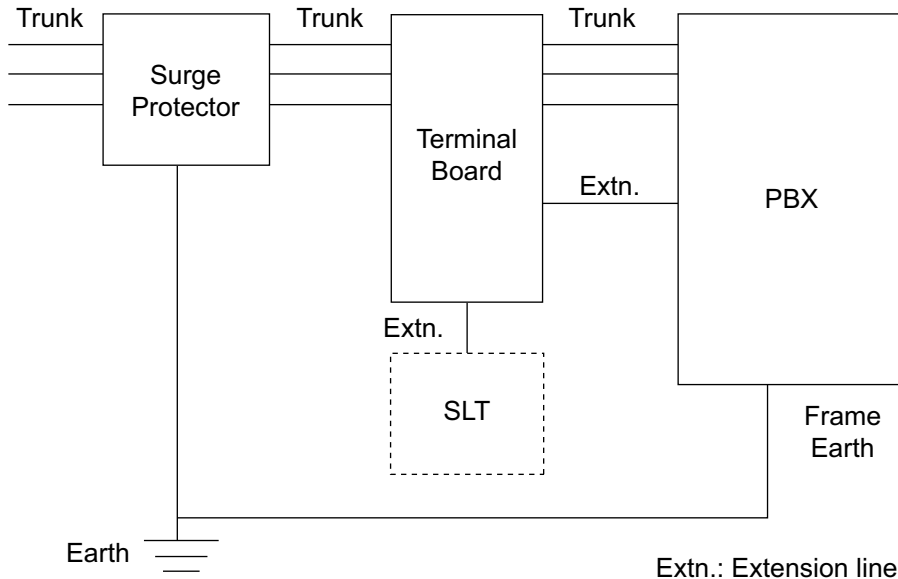 Trunk
Trunk
Trunk
Surge
Protector
Terminal
Board
Extn.
PBX
Extn.
SLT
Frame
Earth
Earth
Extn.: Extension line